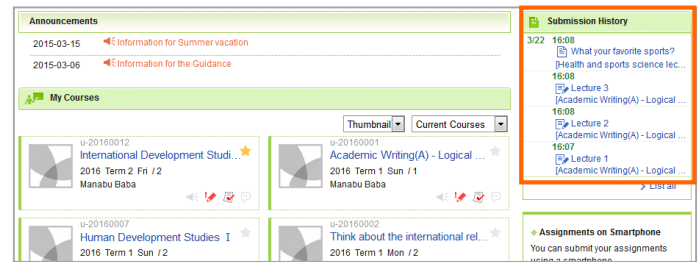 Announcements
2015-03-15 Information for Summer vacation
2015-03-06 Information for the Guidance
My Courses
Thumbnail Current Courses
u-20160012
International Development Studi...
2016 Term 2 Fri / 2
Manabu Baba
u-20160001
Academic Writing(A) - Logical ...
2016 Term 1 Sun / 1
Manabu Baba
u-20160007
Human Development Studies I
2016 Term 1 Sun / 2
u-20160002
Think about the international rel...
2016 Term 1 Mon / 2
Submission History
3/22 16:08
What your favorite sports?
[Health and sports science lec...
16:08
Lecture 3
[Academic Writing(A) - Logical ...
16:08
Lecture 2
[Academic Writing(A) - Logical ...
16:07
Lecture 1
[Academic Writing(A) - Logical ...
List all
Assignments on Smartphone
You can submit your assignments
using a smartphone